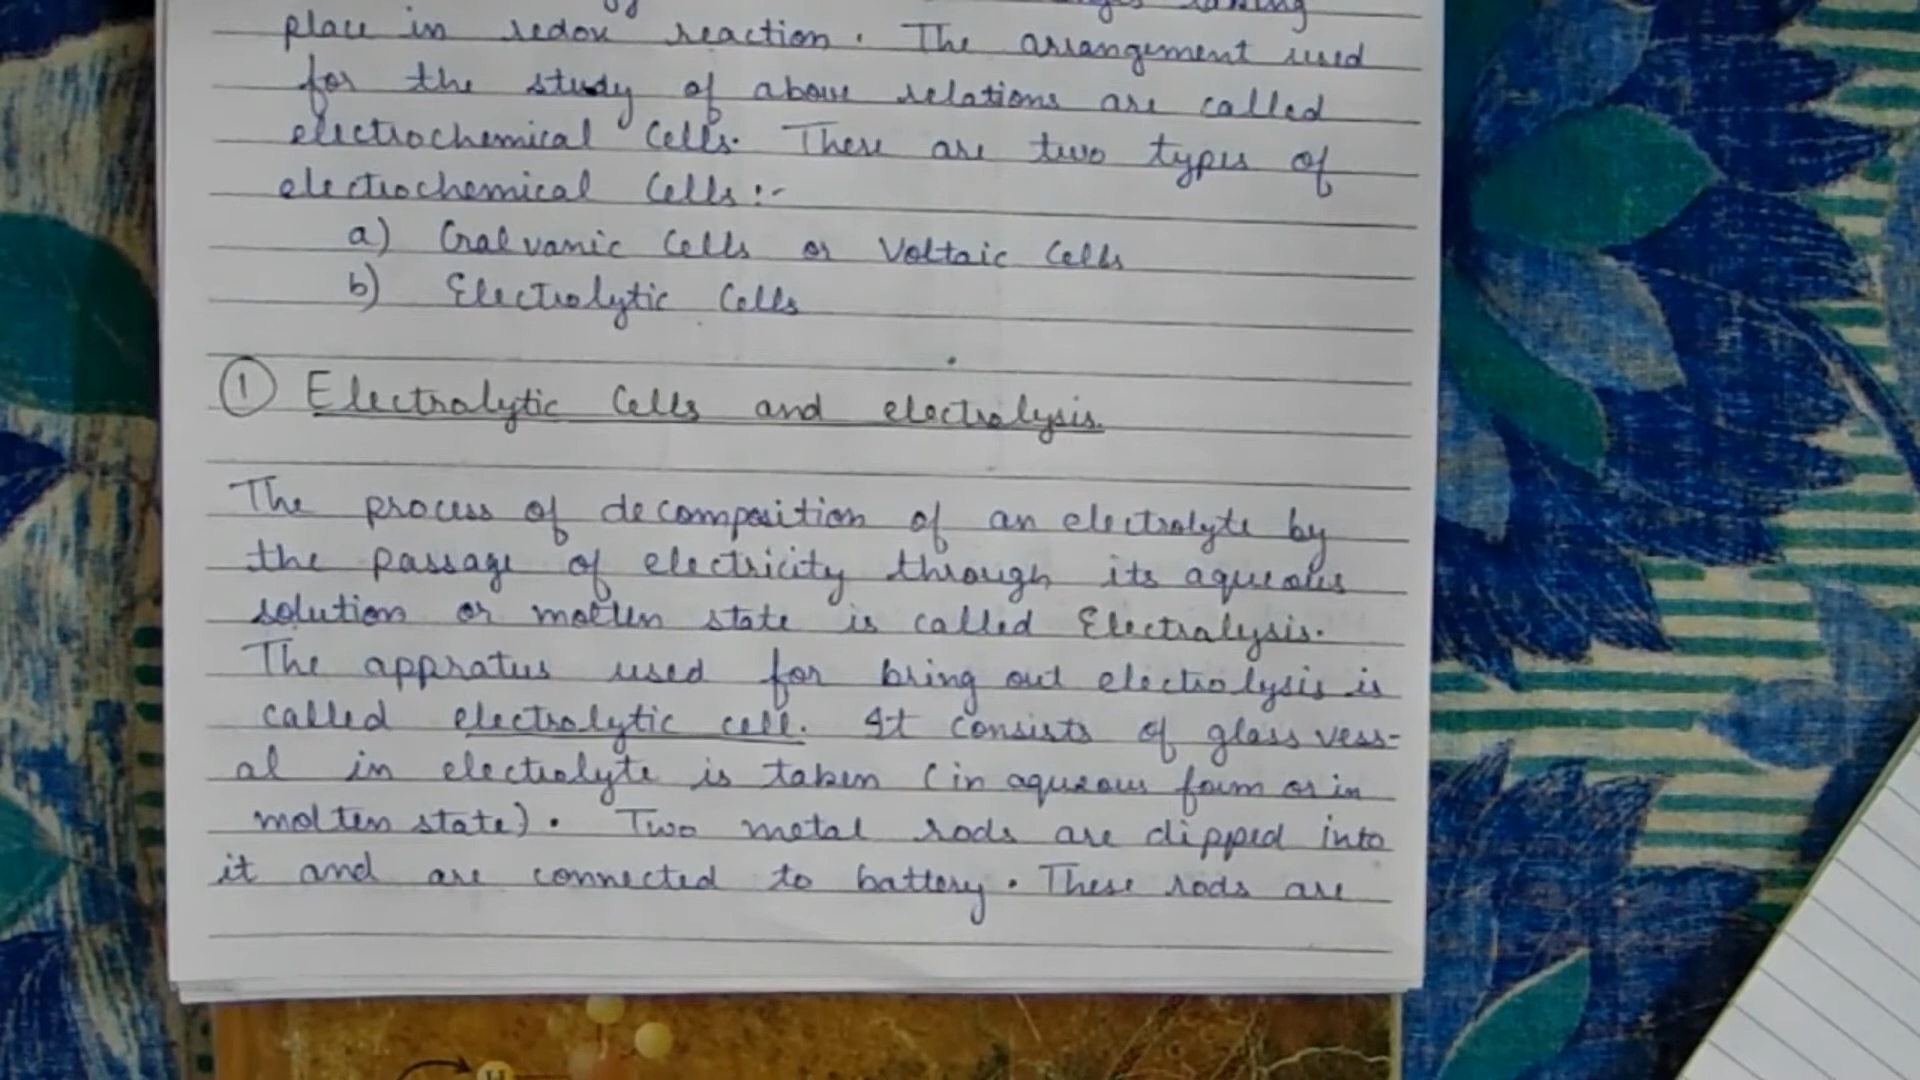 place in redox reaction. The arrangement used
for the study of above relations are called
electrochemical Cells. There are two types of
electrochemical Cells:-
a) Gralvanic Cells or Voltaic Cells
b) Electrolytic Cells
1 Electrolytic Cells and electrolysis.
The process of decomposition of an electrolyte by
the passage of electricity through its aqueous
solution or molten state is called Electrolysis.
The appratus used for bring out electrolysis is
called electrolytic cell. It consists of glass vess-
al in electrolyte is taken (in aqueous form or in
molten state). Two metal rods are dipped into
it and are connected to battery. These rods are
H